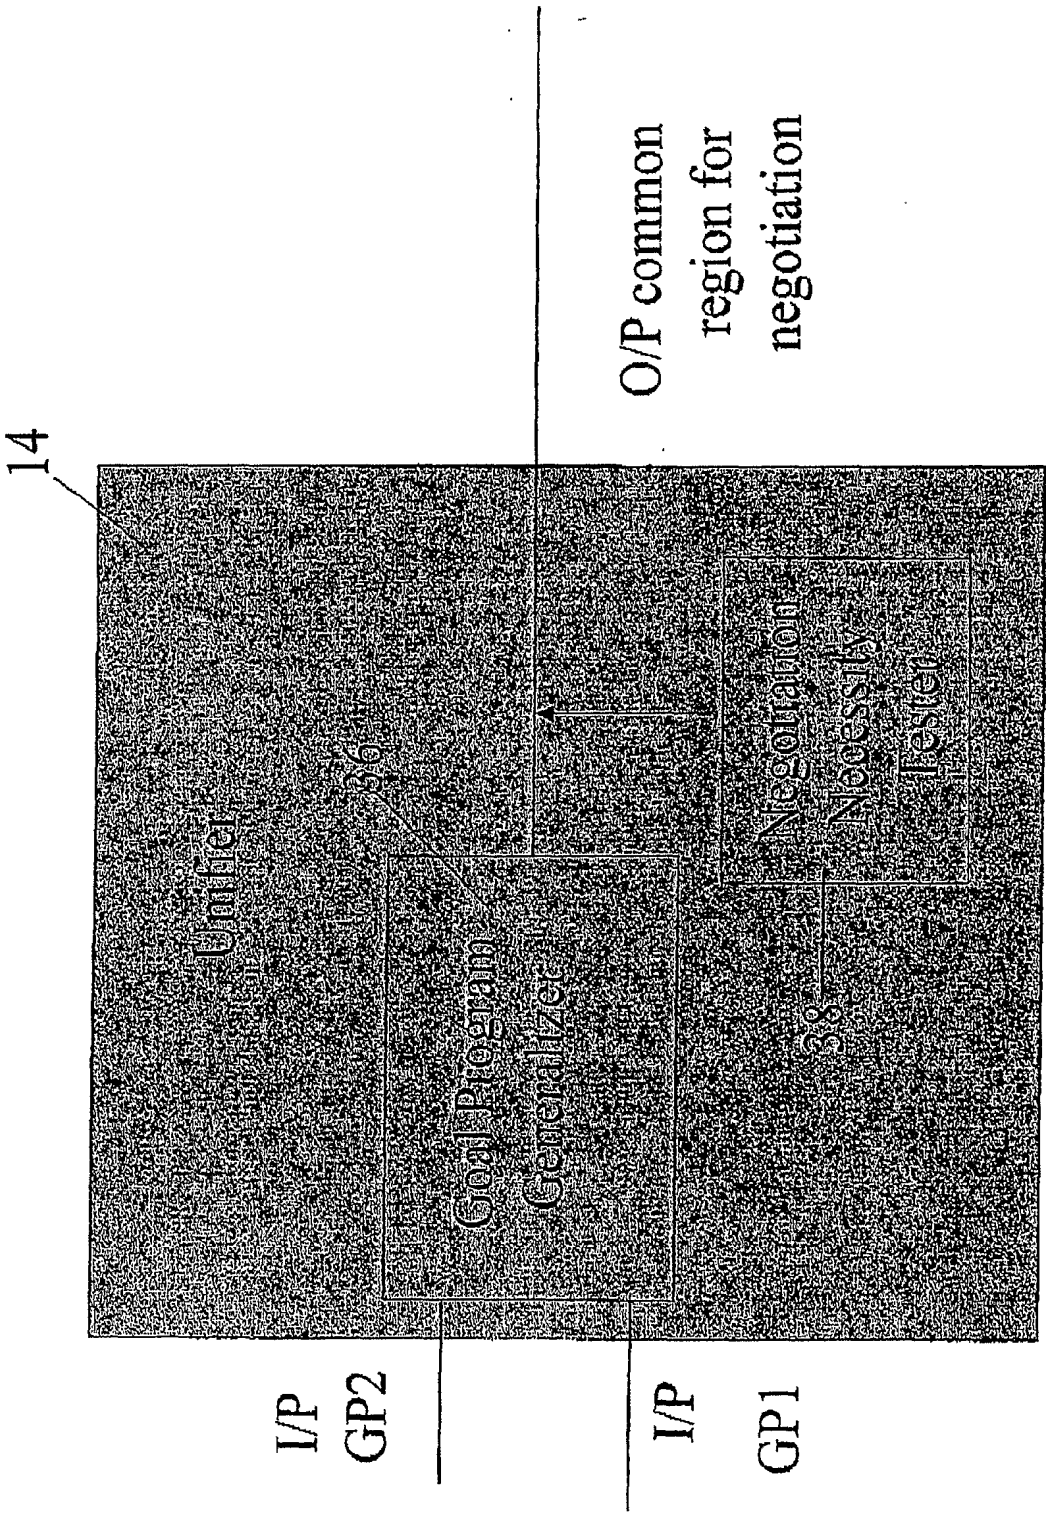 14
Unifier
36
Goal Program
Generalizer
I/P
GP2
I/P
GP1
Negotiation
Necessity
Tester
38
O/P common
region for
negotiation